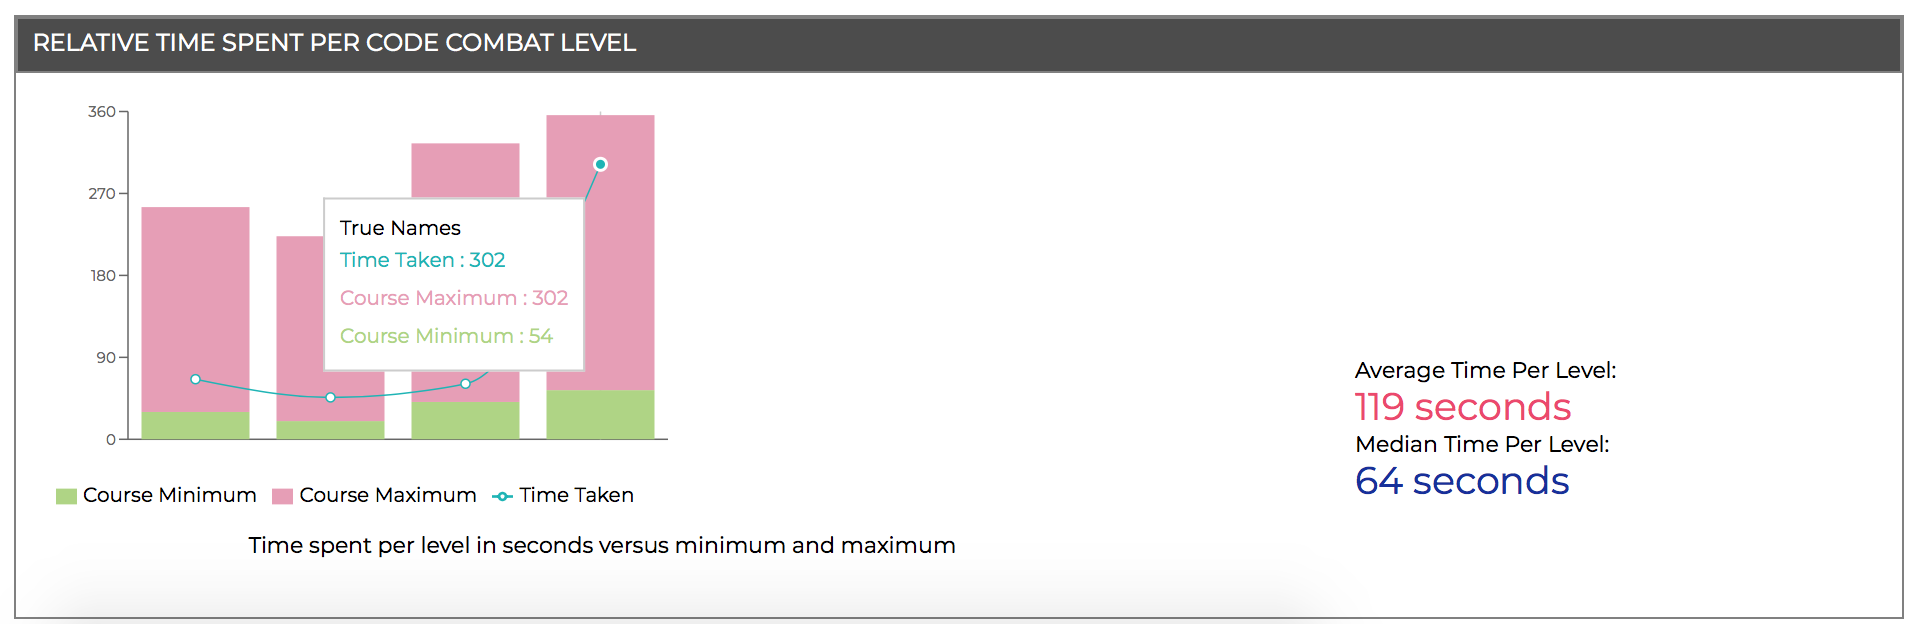 RELATIVE TIME SPENT PER CODE COMBAT LEVEL
360
270
180
90
0
True Names
Time Taken : 302
Course Maximum : 302
Course Minimum : 54
Course Minimum Course Maximum Time Taken
Time spent per level in seconds versus minimum and maximum
Average Time Per Level:
119 seconds
Median Time Per Level:
64 seconds